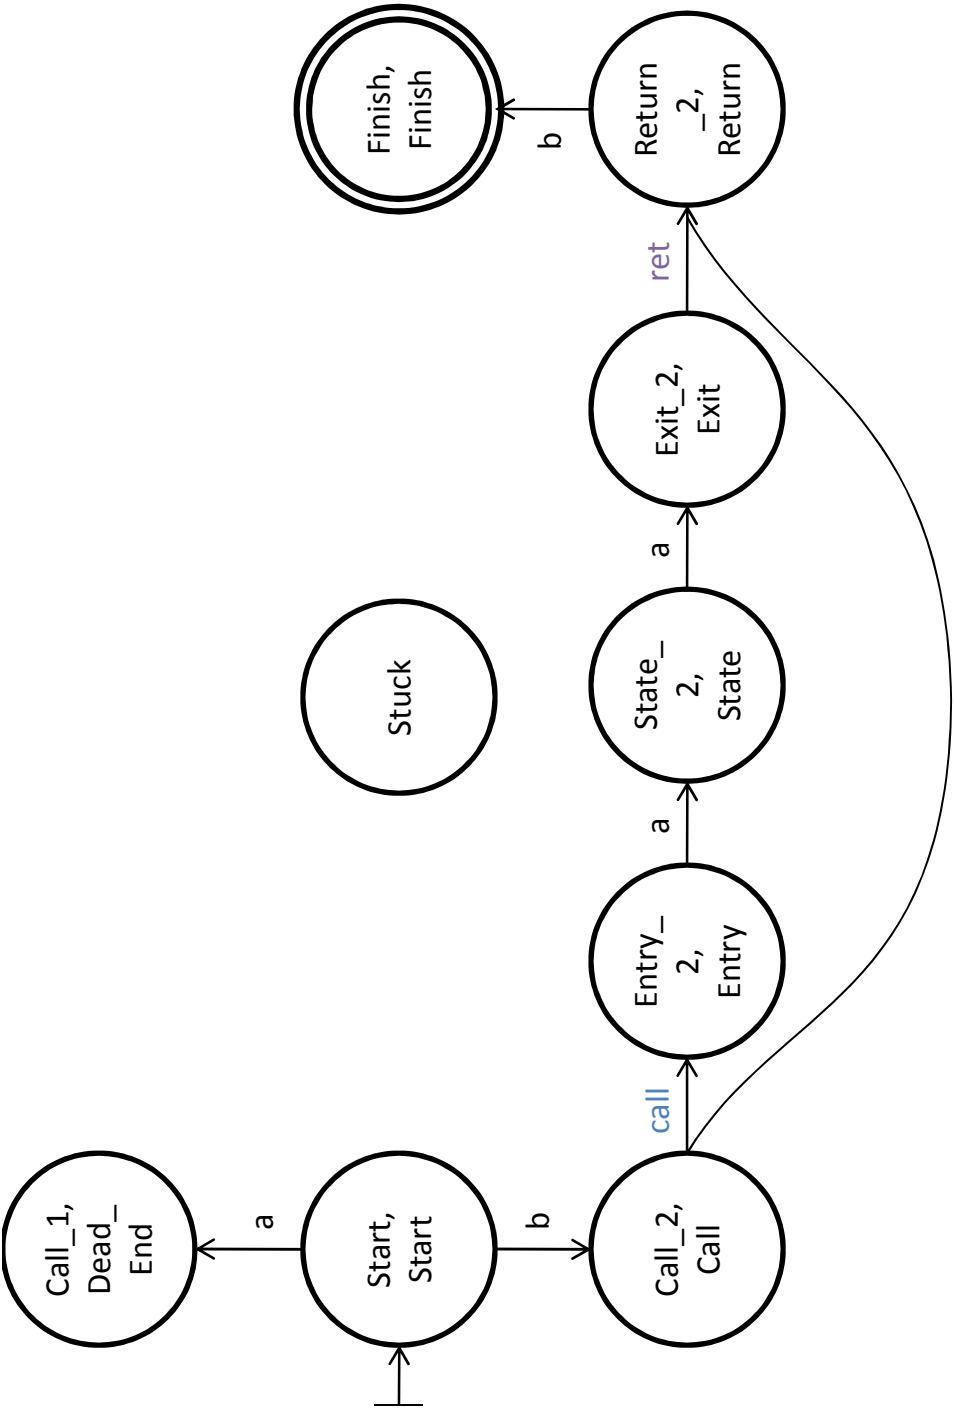 Call_1,
Dead_
End
a
Start,
Start
Stuck
Finish,
Finish
b
b
Call_2,
Call
call
Entry_
2,
Entry
a
State_
2,
State
a
Exit_2,
Exit
ret
Return
_2,
Return